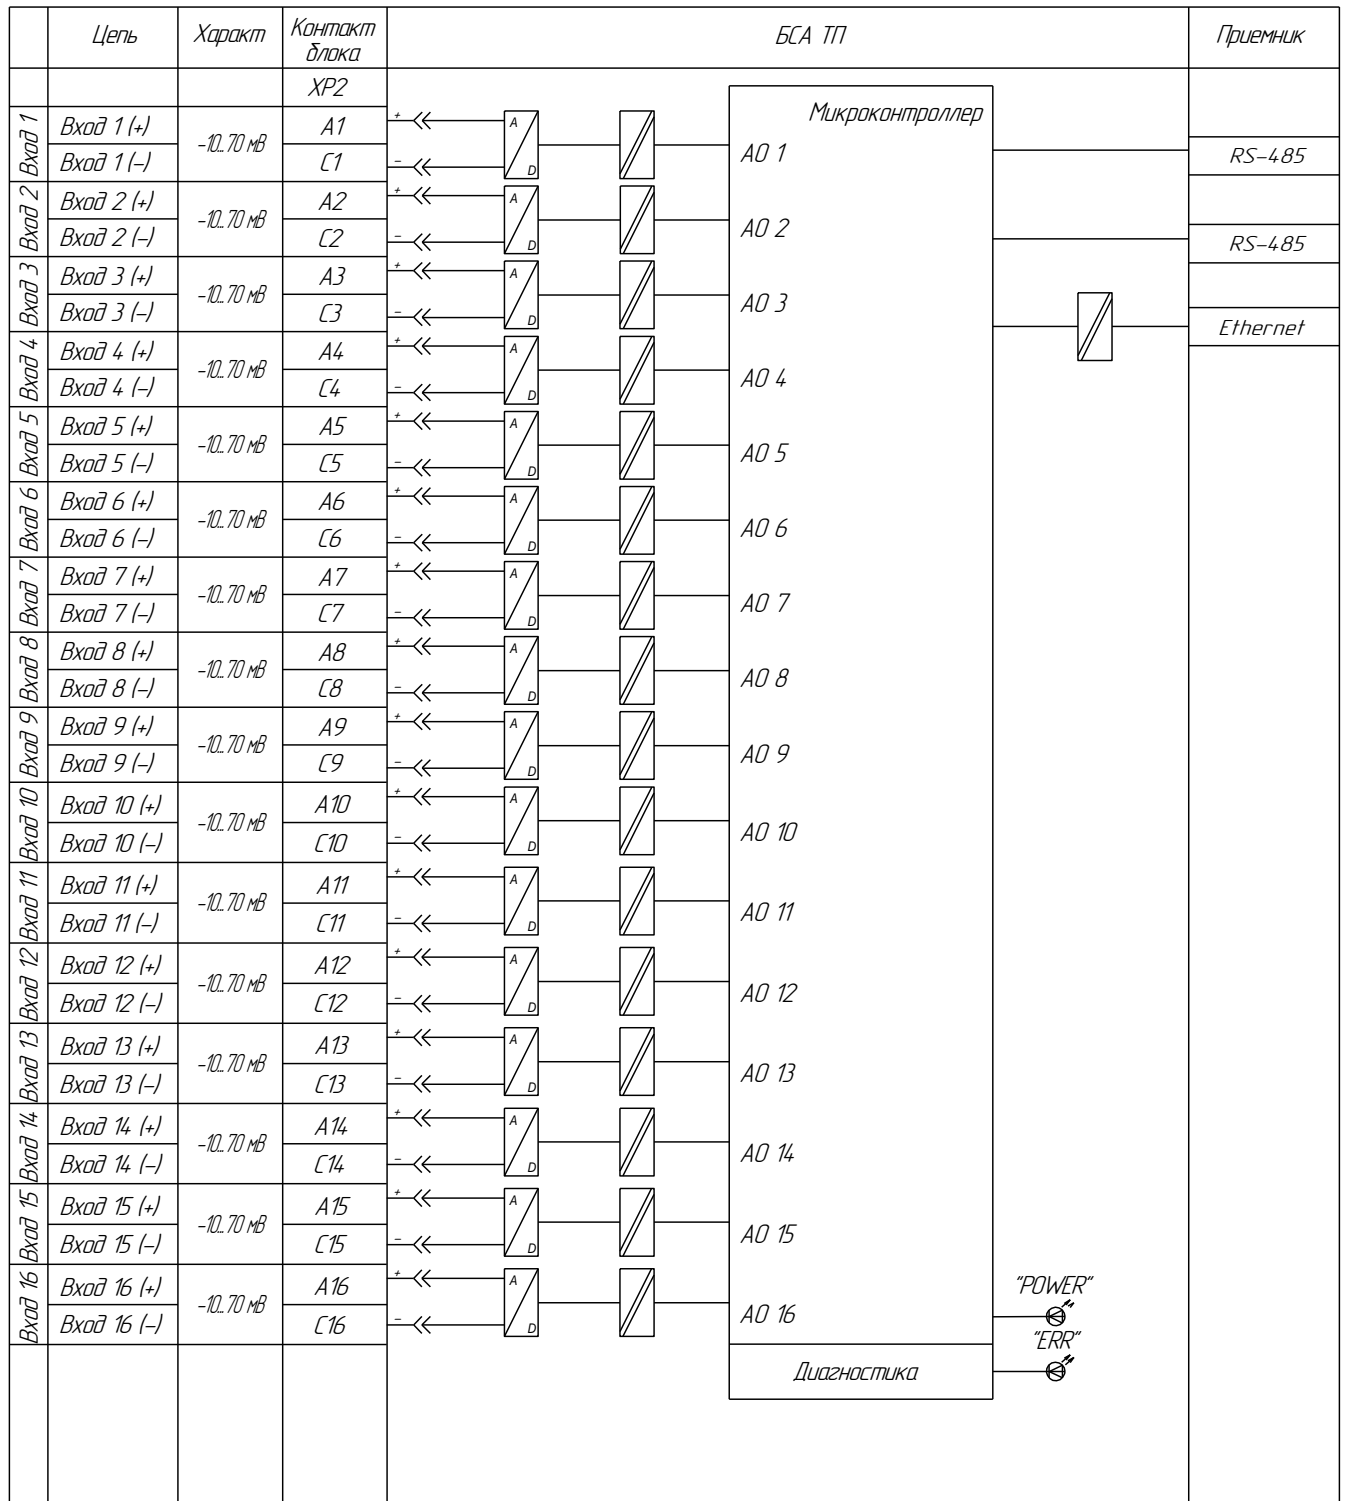 Цепь
Характ
Контакт
блока
БСА ТП
Приемник
XP2
Микроконтроллер
Вход 1
Вход 1 (+)
-10...70 мВ
A1
+
A
D
АО 1
RS-485
Вход 1 (-)
C1
-
Вход 2
Вход 2 (+)
-10...70 мВ
A2
+
A
D
АО 2
RS-485
Вход 2 (-)
C2
-
Вход 3
Вход 3 (+)
-10...70 мВ
A3
+
A
D
АО 3
Ethernet
Вход 3 (-)
C3
-
Вход 4
Вход 4 (+)
-10...70 мВ
A4
+
A
D
АО 4
Вход 4 (-)
C4
-
Вход 5
Вход 5 (+)
-10...70 мВ
A5
+
A
D
АО 5
Вход 5 (-)
C5
-
Вход 6
Вход 6 (+)
-10...70 мВ
A6
+
A
D
АО 6
Вход 6 (-)
C6
-
Вход 7
Вход 7 (+)
-10...70 мВ
A7
+
A
D
АО 7
Вход 7 (-)
C7
-
Вход 8
Вход 8 (+)
-10...70 мВ
A8
+
A
D
АО 8
Вход 8 (-)
C8
-
Вход 9
Вход 9 (+)
-10...70 мВ
A9
+
A
D
АО 9
Вход 9 (-)
C9
-
Вход 10
Вход 10 (+)
-10...70 мВ
A10
+
A
D
АО 10
Вход 10 (-)
C10
-
Вход 11
Вход 11 (+)
-10...70 мВ
A11
+
A
D
АО 11
Вход 11 (-)
C11
-
Вход 12
Вход 12 (+)
-10...70 мВ
A12
+
A
D
АО 12
Вход 12 (-)
C12
-
Вход 13
Вход 13 (+)
-10...70 мВ
A13
+
A
D
АО 13
Вход 13 (-)
C13
-
Вход 14
Вход 14 (+)
-10...70 мВ
A14
+
A
D
АО 14
Вход 14 (-)
C14
-
Вход 15
Вход 15 (+)
-10...70 мВ
A15
+
A
D
АО 15
Вход 15 (-)
C15
-
Вход 16
Вход 16 (+)
-10...70 мВ
A16
+
A
D
АО 16
"POWER"
Вход 16 (-)
C16
-
"ERR"
Диагностика